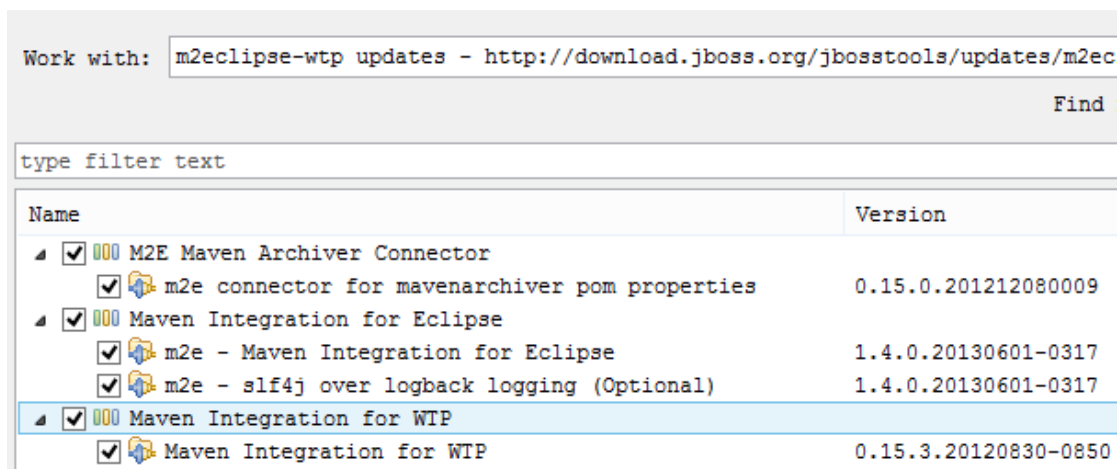 Work with: m2eclipse-wtp updates - http://download.jboss.org/jbosstools/updates/m2ec
Find
type filter text
Name Version
M2E Maven Archiver Connector
m2e connector for mavenarchiver pom properties 0.15.0.201212080009
Maven Integration for Eclipse
m2e - Maven Integration for Eclipse 1.4.0.20130601-0317
m2e - slf4j over logback logging (Optional) 1.4.0.20130601-0317
Maven Integration for WTP
Maven Integration for WTP 0.15.3.20120830-0850